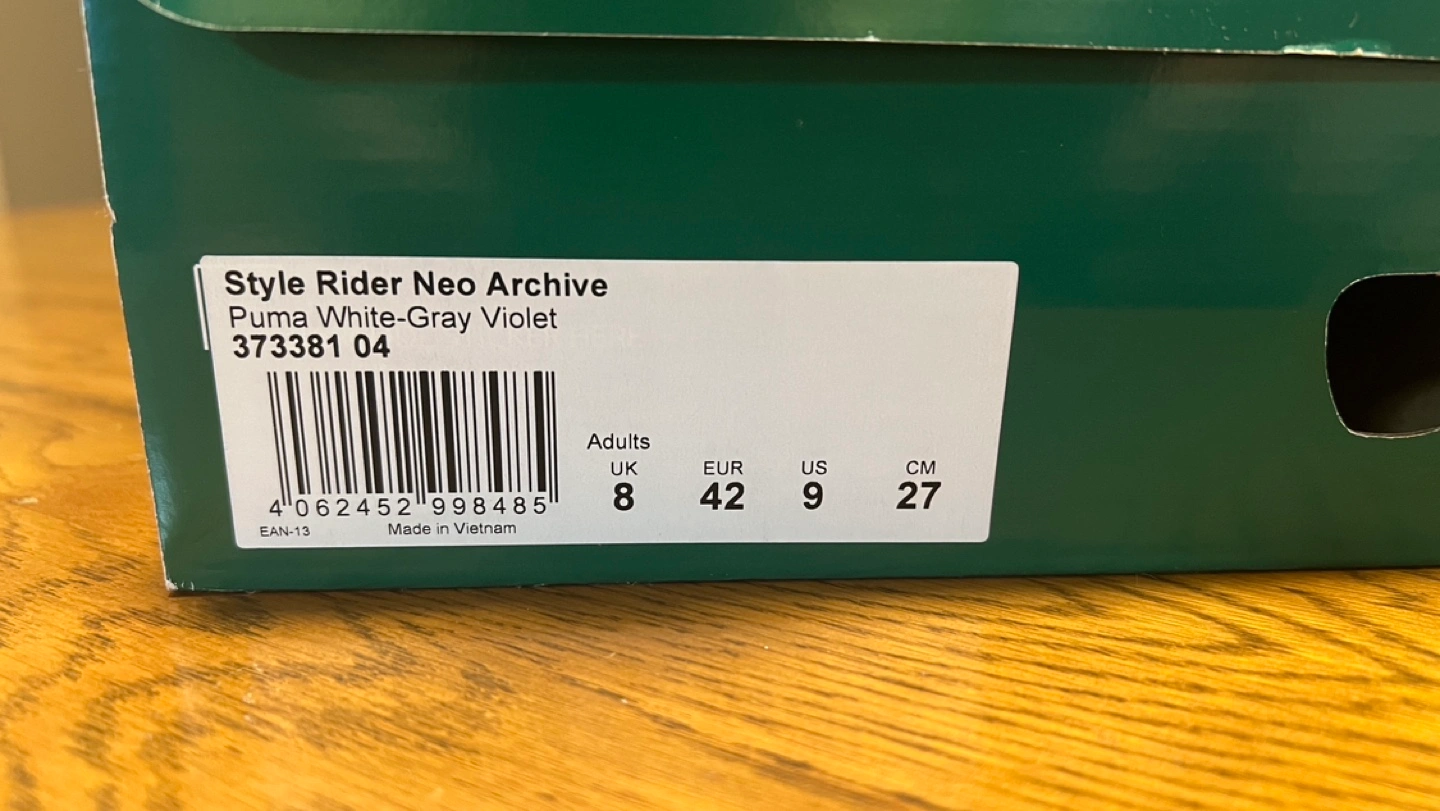 Style Rider Neo Archive
Puma White-Gray Violet
373381 04
Adults
UK EUR US CM
8 42 9 27
4 062452 998485
EAN-13 Made in Vietnam